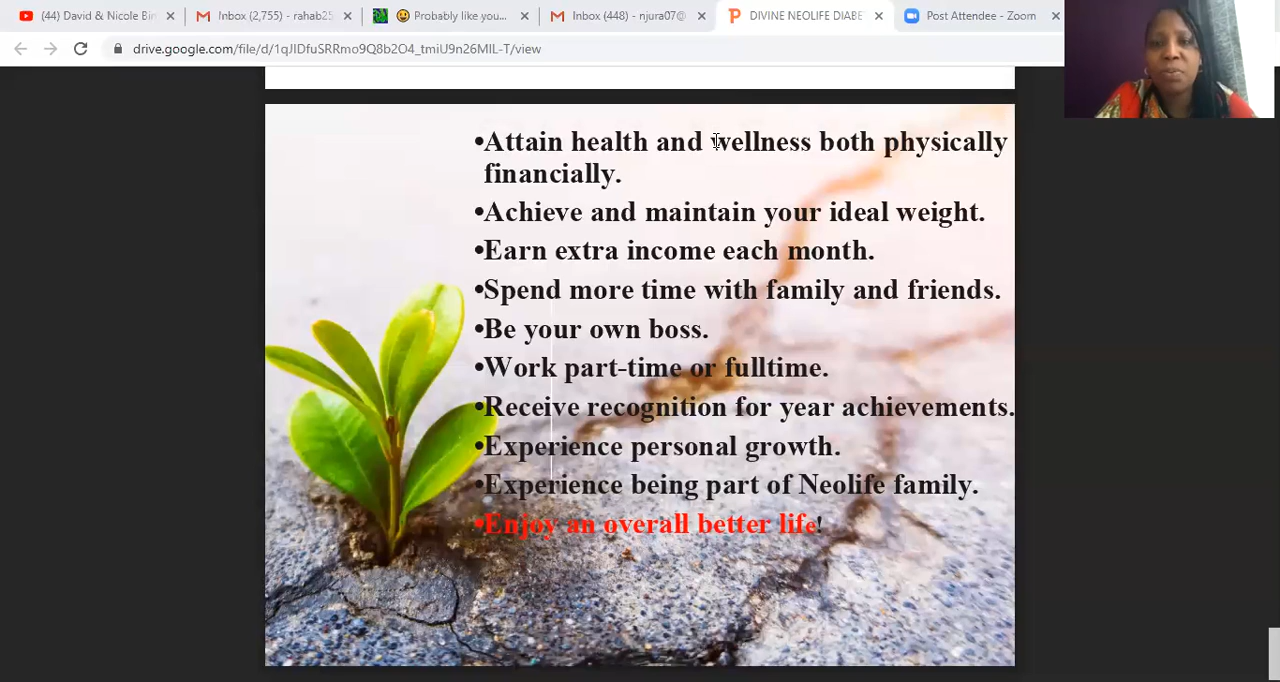 (44) David & Nicole Bin
Inbox (2,755) - rahab25
Probably like you...
Inbox (448) - njura07@
DIVINE NEOLIFE DIABE
Post Attendee - Zoom
drive.google.com/file/d/1qJIDfuSRRmo9Q8b2O4_tmiU9n26MIL-T/view
•Attain health and wellness both physically
financially.
•Achieve and maintain your ideal weight.
•Earn extra income each month.
•Spend more time with family and friends.
•Be your own boss.
•Work part-time or fulltime.
•Receive recognition for year achievements.
•Experience personal growth.
•Experience being part of Neolife family.
•Enjoy an overall better life!